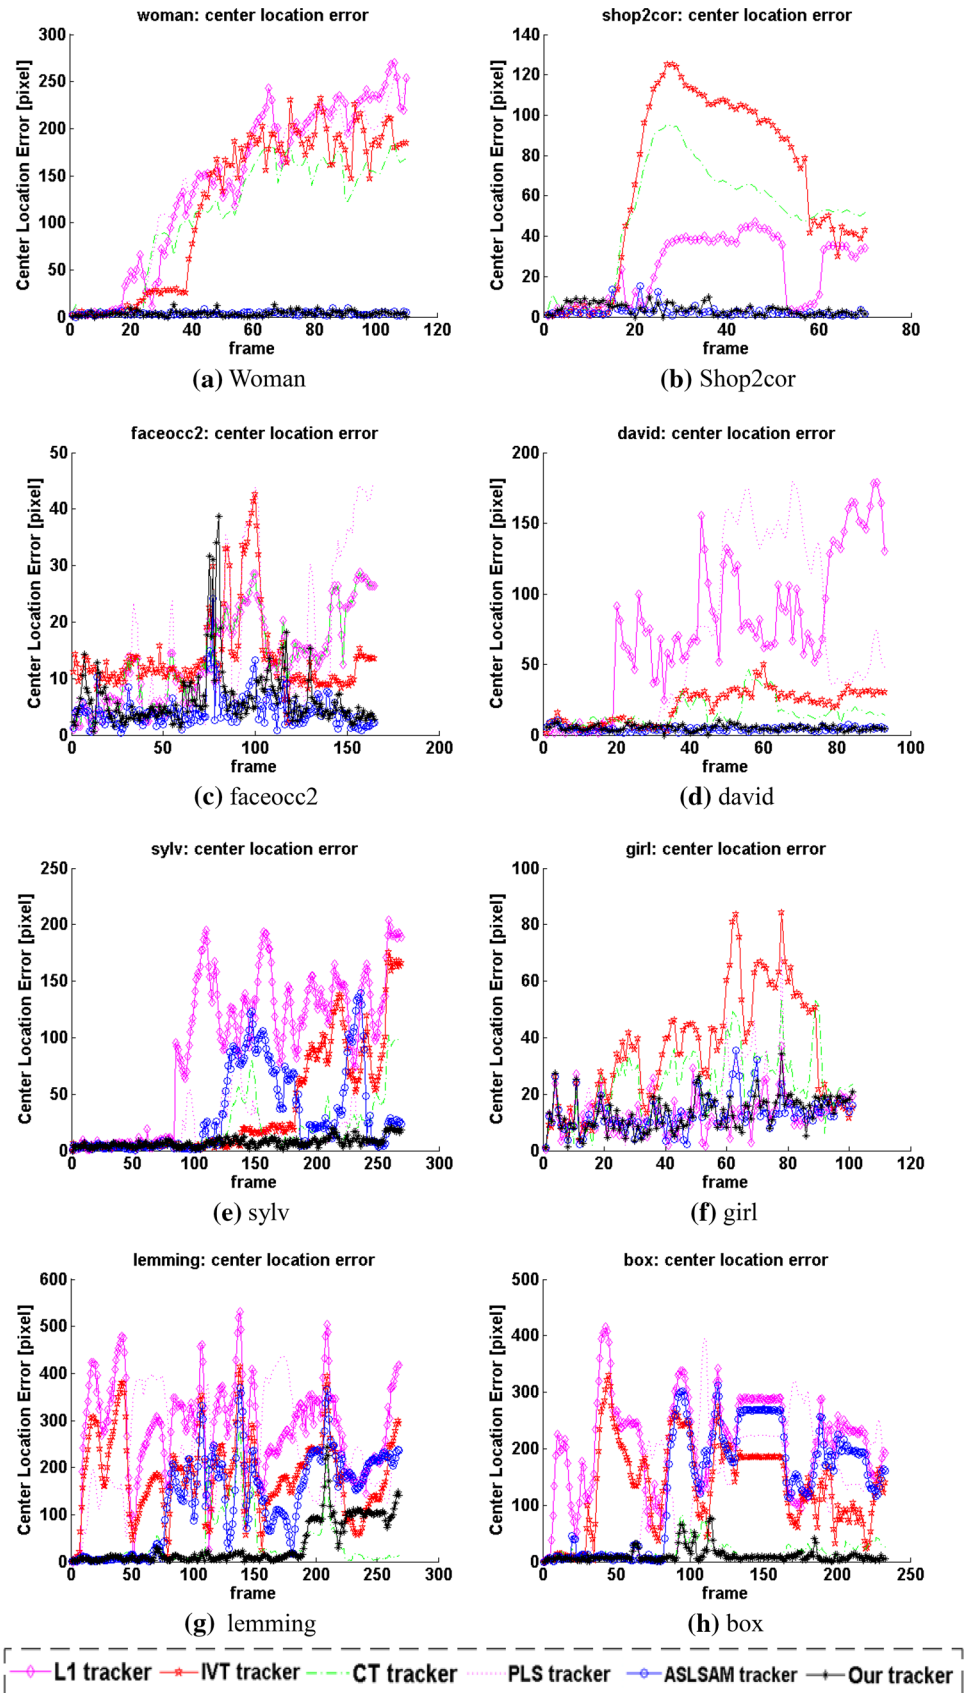 woman: center location error
Center Location Error [pixel]
300
250
200
150
100
50
0
0 20 40 60 80 100 120
frame
(a) Woman
shop2cor: center location error
Center Location Error [pixel]
140
120
100
80
60
40
20
0
0 20 40 60 80
frame
(b) Shop2cor
faceocc2: center location error
Center Location Error [pixel]
50
40
30
20
10
0
0 50 100 150 200
frame
(c) faceocc2
david: center location error
Center Location Error [pixel]
200
150
100
50
0
0 20 40 60 80 100
frame
(d) david
sylv: center location error
Center Location Error [pixel]
250
200
150
100
50
0
0 50 100 150 200 250 300
frame
(e) sylv
girl: center location error
Center Location Error [pixel]
100
80
60
40
20
0
0 20 40 60 80 100 120
frame
(f) girl
lemming: center location error
Center Location Error [pixel]
600
500
400
300
200
100
0
0 50 100 150 200 250 300
frame
(g) lemming
box: center location error
Center Location Error [pixel]
500
400
300
200
100
0
0 50 100 150 200 250
frame
(h) box
L1 tracker IVT tracker CT tracker PLS tracker ASLSAM tracker Our tracker